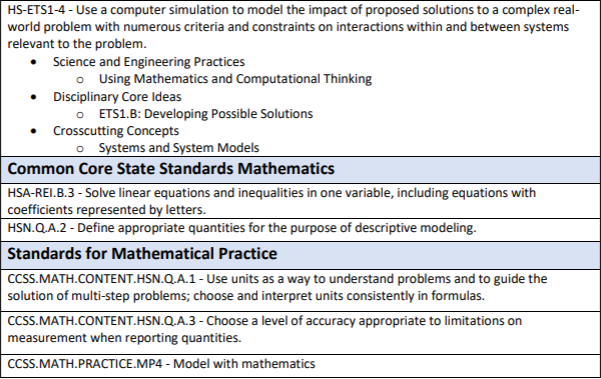 HS-ETS1-4 - Use a computer simulation to model the impact of proposed solutions to a complex real-
world problem with numerous criteria and constraints on interactions within and between systems
relevant to the problem.
• Science and Engineering Practices
o Using Mathematics and Computational Thinking
• Disciplinary Core Ideas
o ETS1.B: Developing Possible Solutions
• Crosscutting Concepts
o Systems and System Models
Common Core State Standards Mathematics
HSA-REI.B.3 - Solve linear equations and inequalities in one variable, including equations with
coefficients represented by letters.
HSN.Q.A.2 - Define appropriate quantities for the purpose of descriptive modeling.
Standards for Mathematical Practice
CCSS.MATH.CONTENT.HSN.Q.A.1 - Use units as a way to understand problems and to guide the
solution of multi-step problems; choose and interpret units consistently in formulas.
CCSS.MATH.CONTENT.HSN.Q.A.3 - Choose a level of accuracy appropriate to limitations on
measurement when reporting quantities.
CCSS.MATH.PRACTICE.MP4 - Model with mathematics